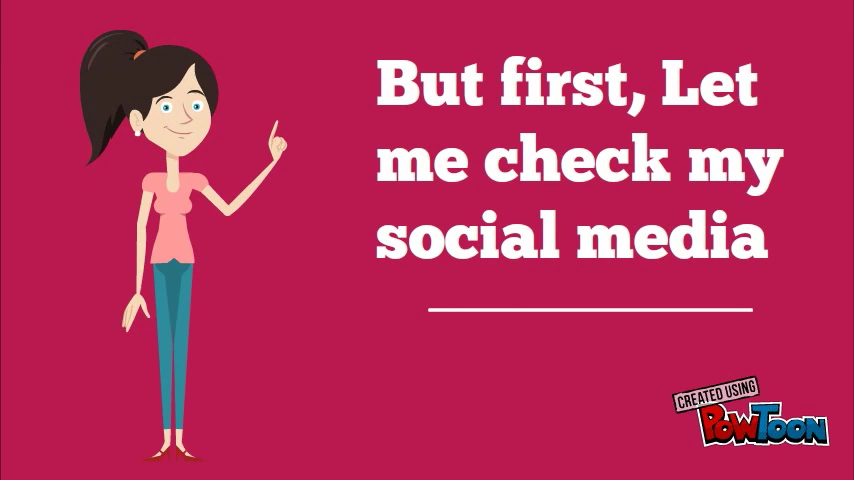 But first, Let
me check my
social media
CREATED USING
POWTOON